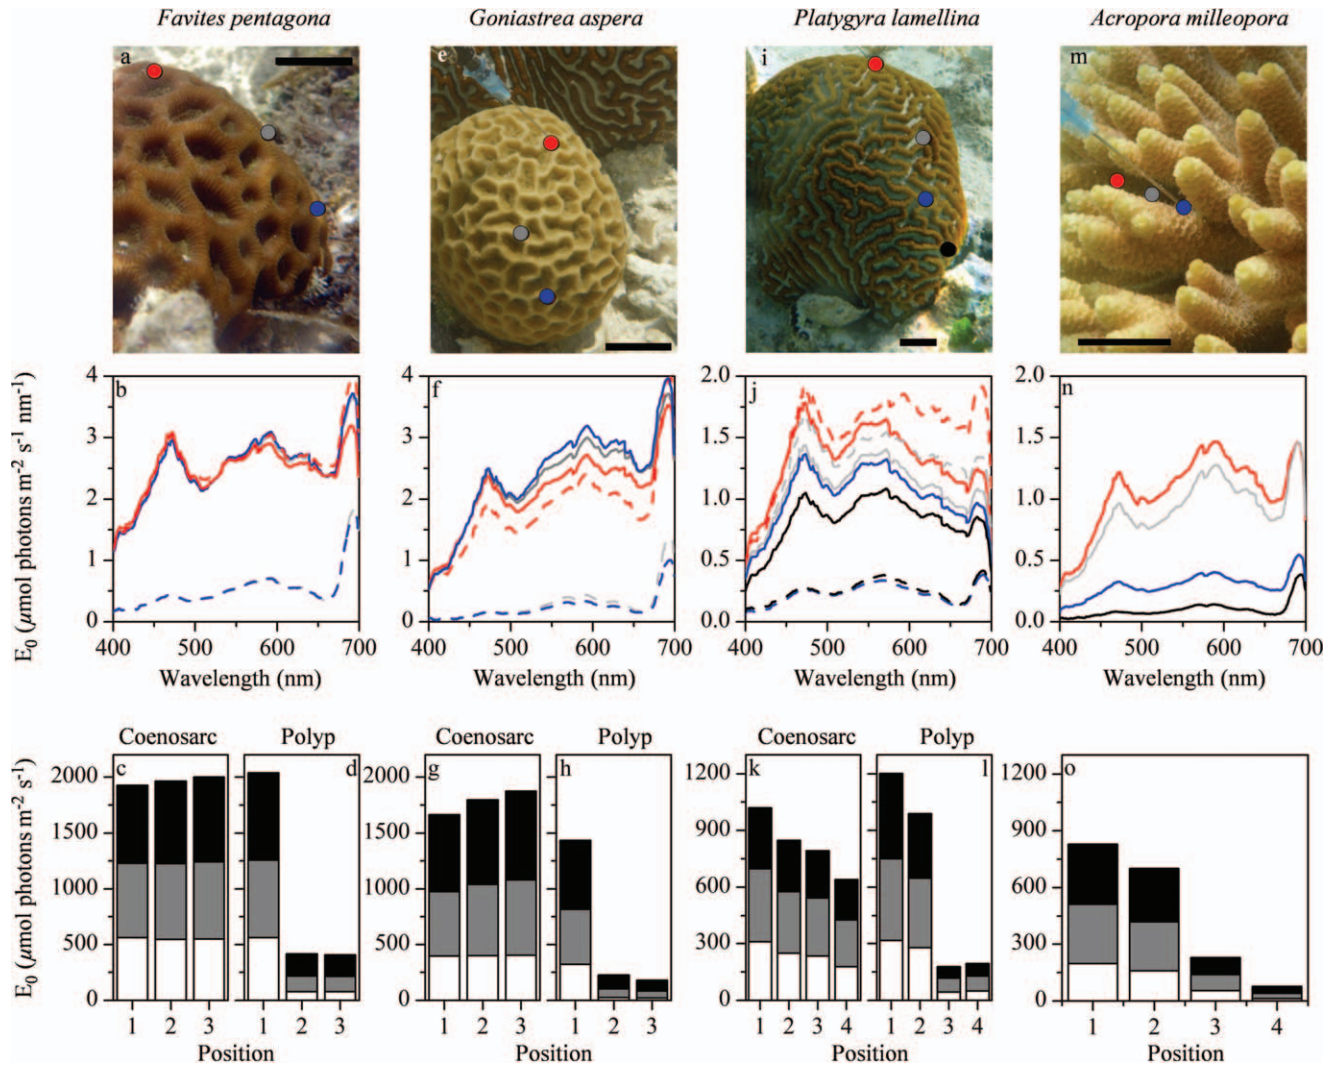 Favites pentagona Goniastrea aspera Platygyra lamellina Acropora milleopora
a e i m
b f j n
4 3 2 1 0
4 3 2 1 0
2.0 1.5 1.0 0.5 0.0
2.0 1.5 1.0 0.5 0.0
E0 (μmol photons m-2 s-1 nm-1)
400 500 600 700 400 500 600 700 400 500 600 700 400 500 600 700
Wavelength (nm) Wavelength (nm) Wavelength (nm) Wavelength (nm)
Coenosarc Polyp Coenosarc Polyp Coenosarc Polyp
c d g h k l o
2000 1500 1000 500 0
2000 1500 1000 500 0
1200 900 600 300 0
1200 900 600 300 0
E0 (μmol photons m-2 s-1)
1 2 3 1 2 3 1 2 3 1 2 3 1 2 3 4 1 2 3 4 1 2 3 4
Position Position Position Position